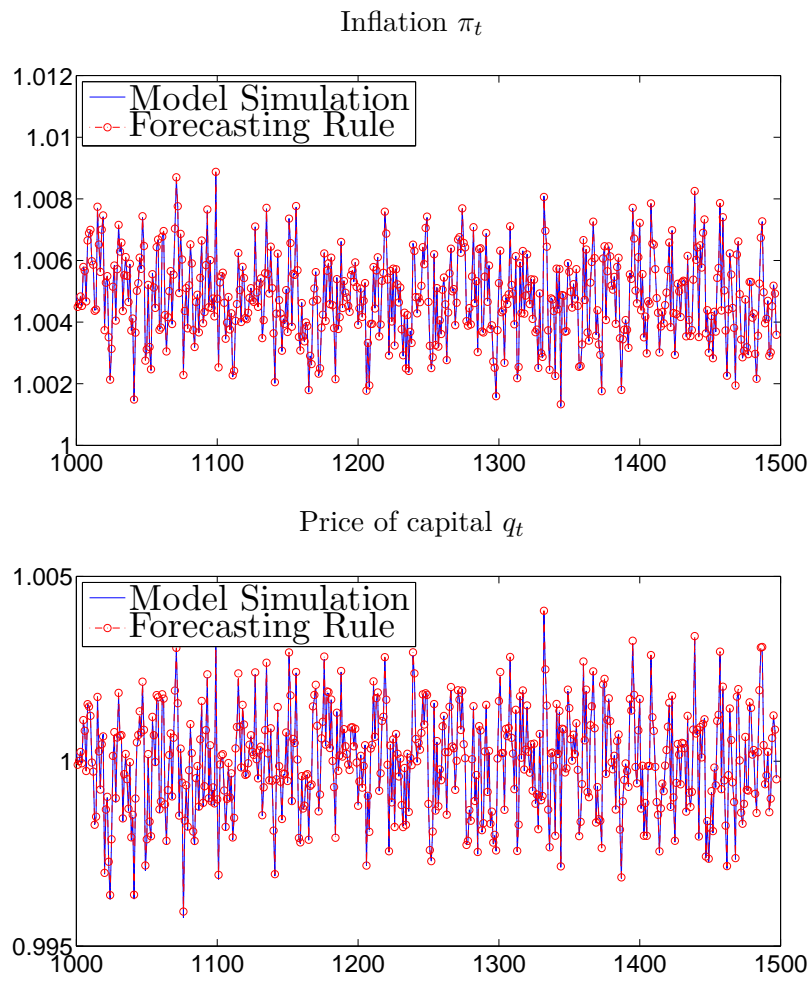 Inflation π_t
1.012
Model Simulation
Forecasting Rule
1.01
1.008
1.006
1.004
1.002
1
1000 1100 1200 1300 1400 1500
Price of capital q_t
1.005
Model Simulation
Forecasting Rule
1
0.995
1000 1100 1200 1300 1400 1500